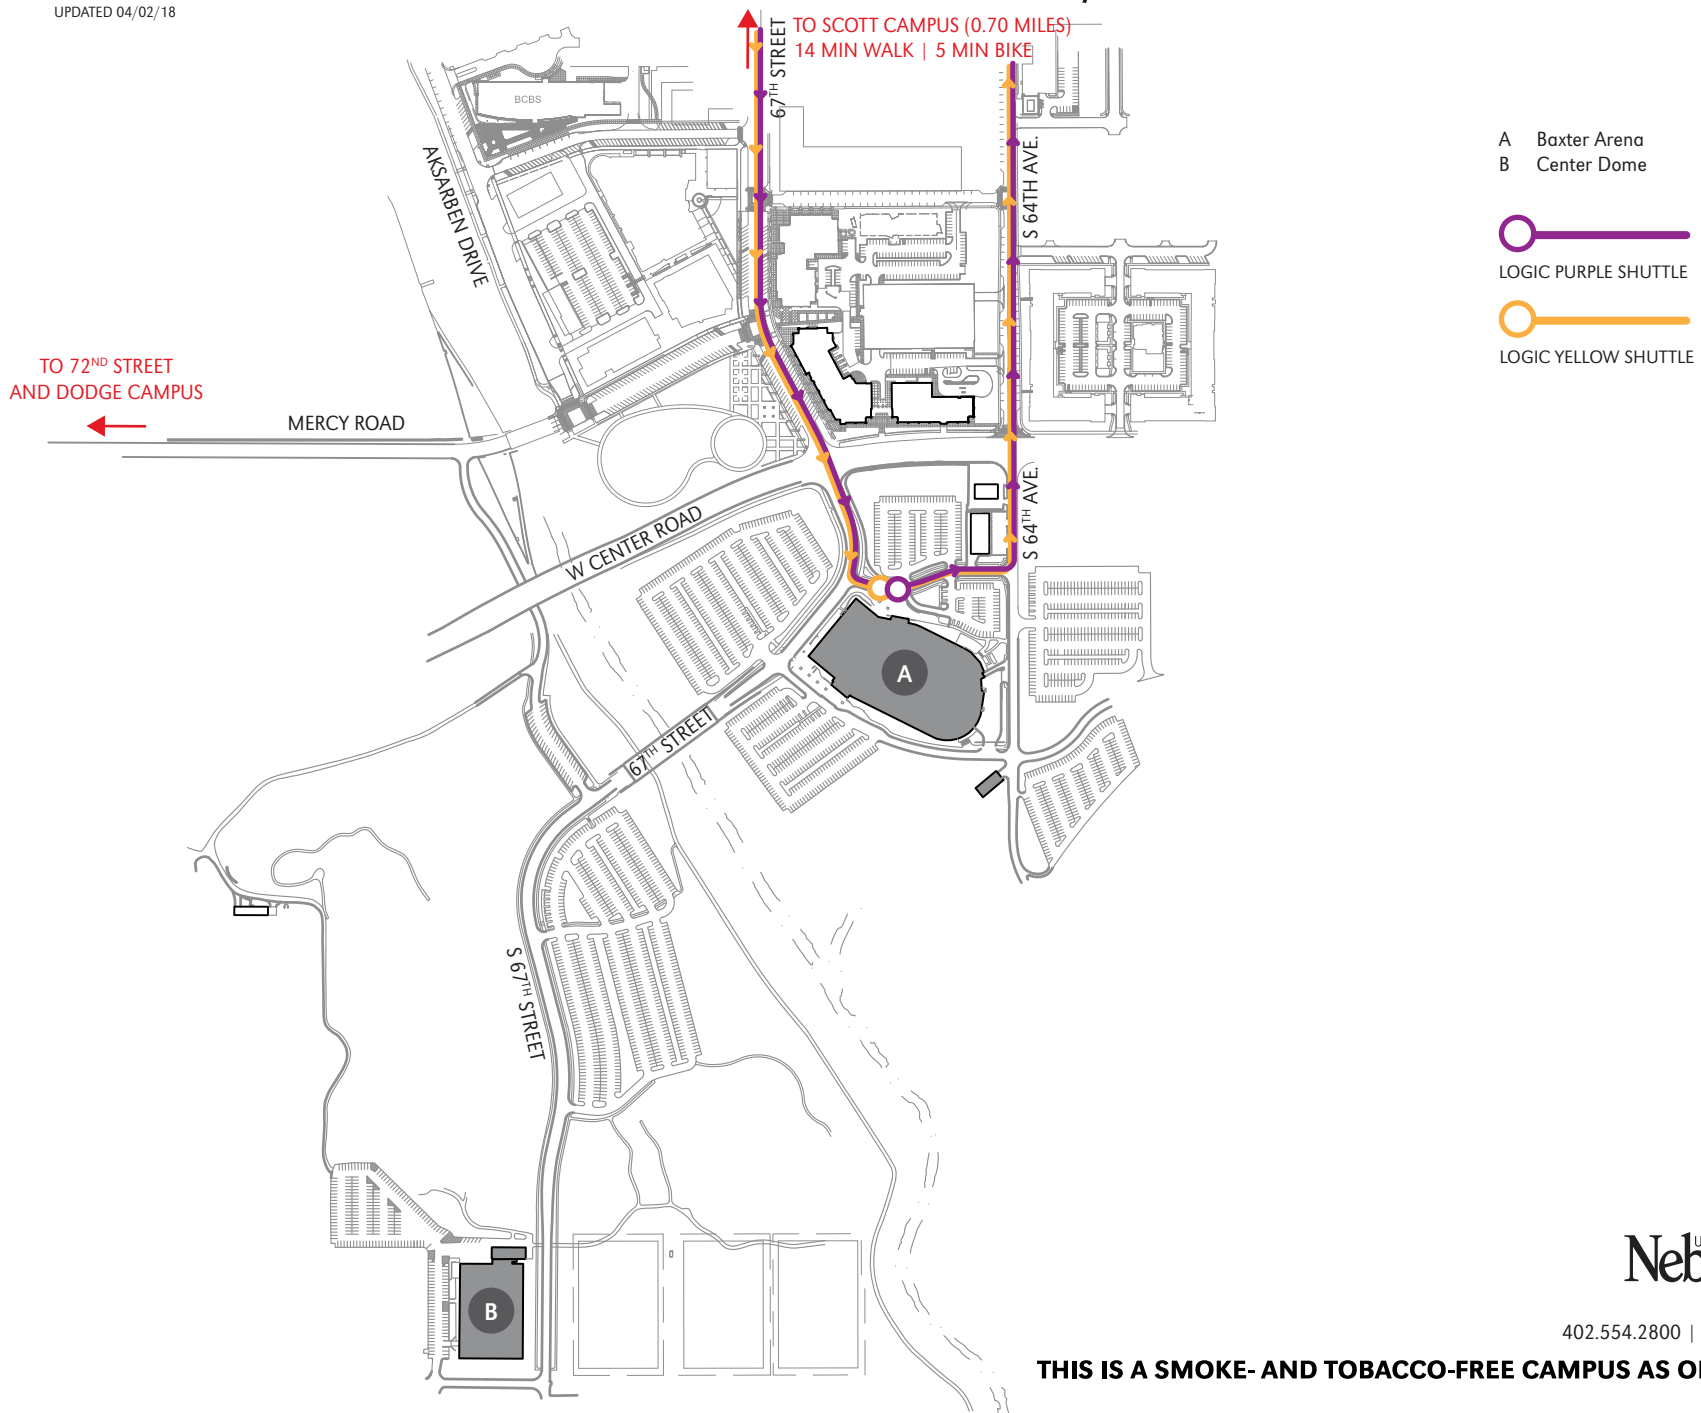 UPDATED 04/02/18
TO SCOTT CAMPUS (0.70 MILES)
14 MIN WALK | 5 MIN BIKE
67TH STREET
BCBS
AKSARBEN DRIVE
S 64TH AVE.
A Baxter Arena
B Center Dome
LOGIC PURPLE SHUTTLE
LOGIC YELLOW SHUTTLE
TO 72ND STREET
AND DODGE CAMPUS
MERCY ROAD
W CENTER ROAD
S 64TH AVE.
A
67TH STREET
S 67TH STREET
B
402.554.2800 |
THIS IS A SMOKE- AND TOBACCO-FREE CAMPUS AS